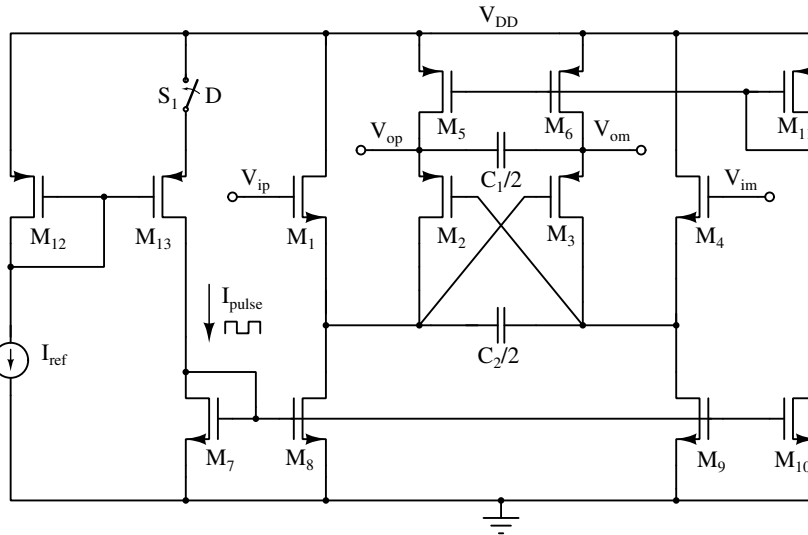 V_DD
S_1 D
M_5
M_6
M_11
V_op
V_om
C_1/2
V_ip
V_im
M_12
M_13
M_1
M_2
M_3
M_4
I_pulse
I_ref
C_2/2
M_7
M_8
M_9
M_10